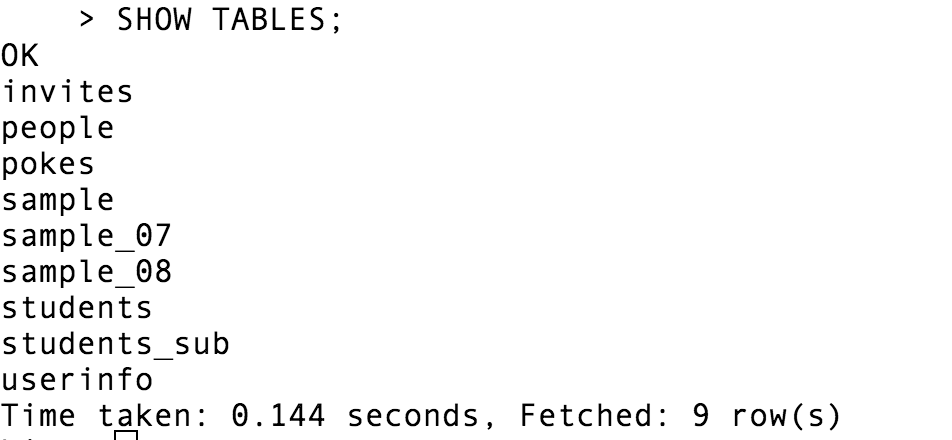 > SHOW TABLES;
OK
invites
people
pokes
sample
sample_07
sample_08
students
students_sub
userinfo
Time taken: 0.144 seconds, Fetched: 9 row(s)